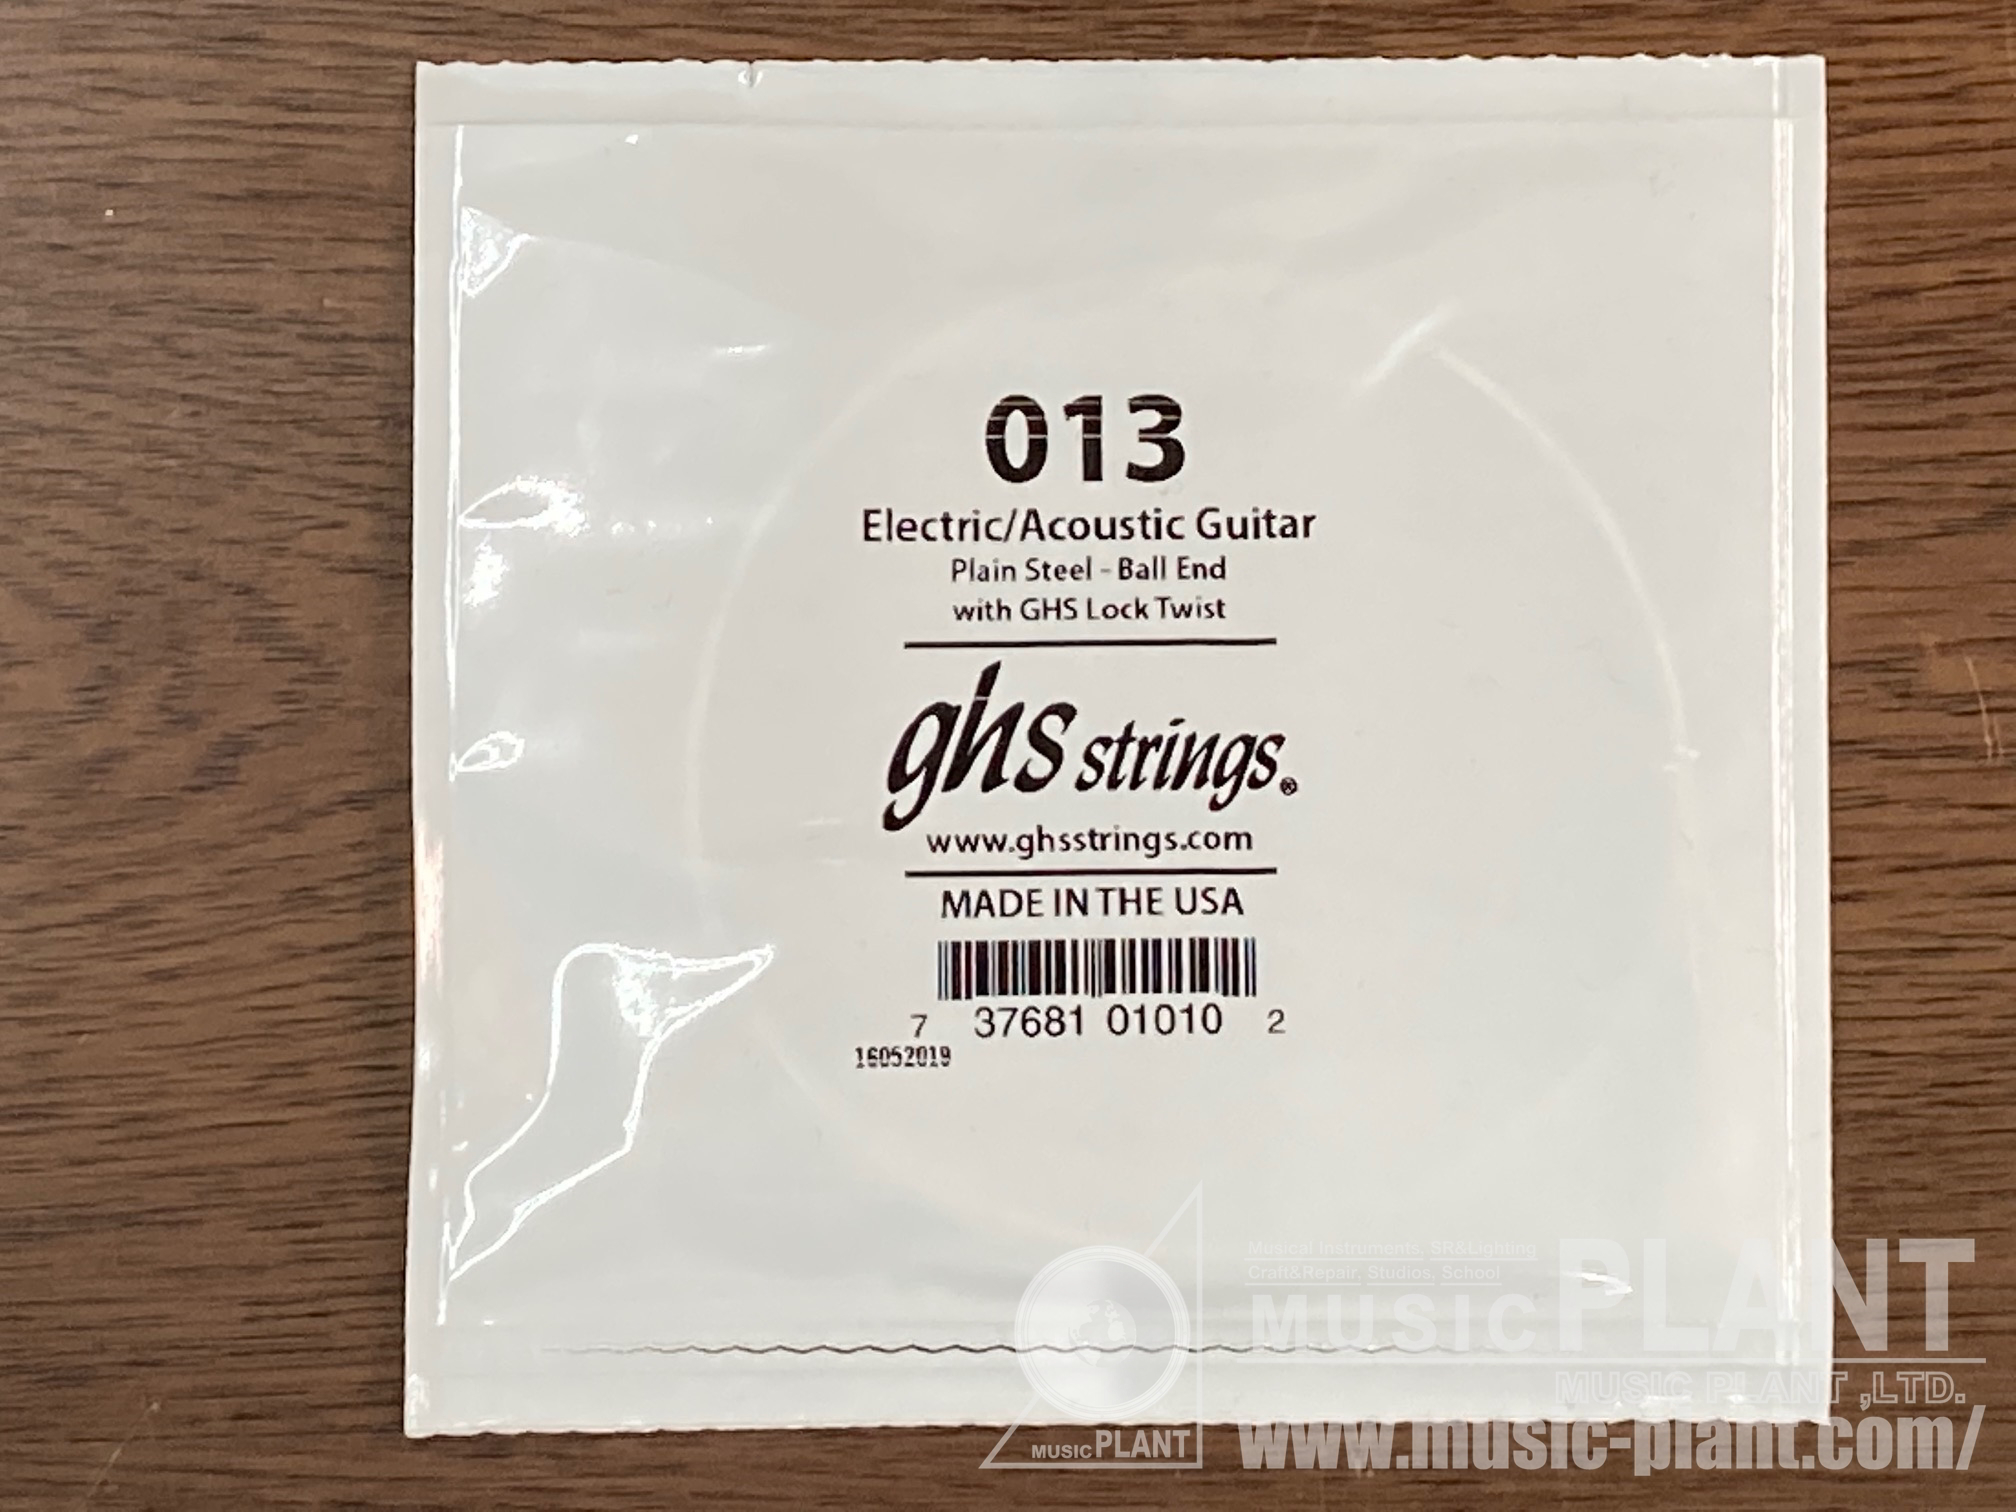 013
Electric/Acoustic Guitar
Plain Steel - Ball End
with GHS Lock Twist
ghs strings®
www.ghsstrings.com
MADE IN THE USA
7 37681 01010 2
16052019
Musical Instruments, SR&Lighting
Craft&Repair, Studios, School
MUSIC PLANT
MUSIC PLANT ,LTD.
MUSIC PLANT
www.music-plant.com/